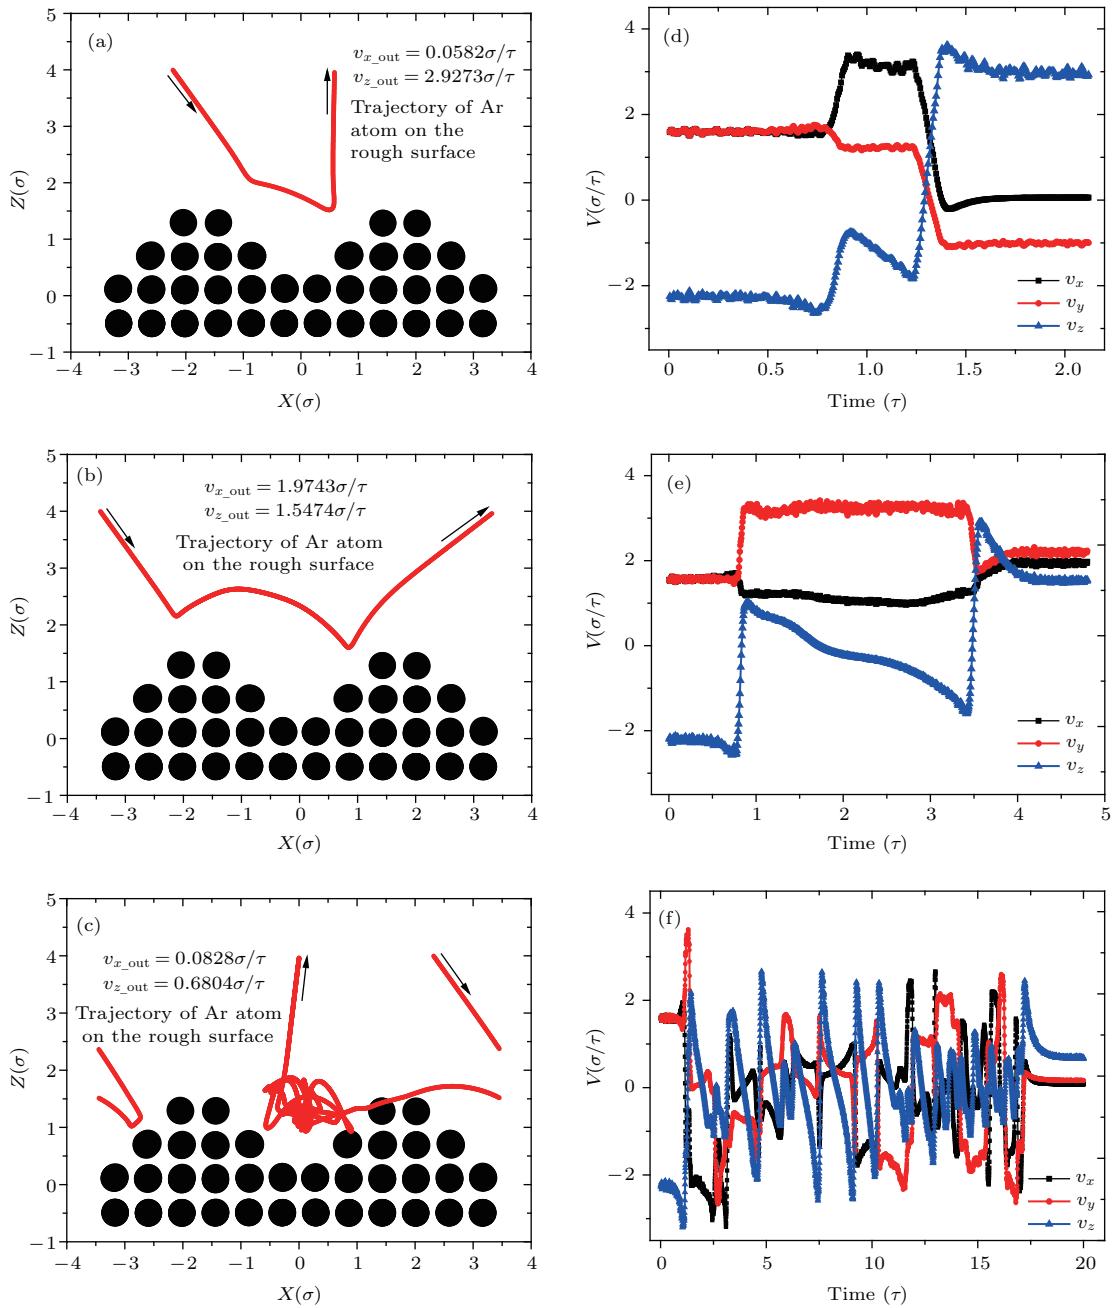 (a)
v_x_out = 0.0582σ/τ
v_z_out = 2.9273σ/τ
Trajectory of Ar
atom on the
rough surface
5
4
3
2
1
0
−1
Z(σ)
−4 −3 −2 −1 0 1 2 3 4
X(σ)
(d)
4
2
0
−2
V(σ/τ)
v_x
v_y
v_z
0 0.5 1.0 1.5 2.0
Time (τ)
(b)
v_x_out = 1.9743σ/τ
v_z_out = 1.5474σ/τ
Trajectory of Ar atom
on the rough surface
5
4
3
2
1
0
−1
Z(σ)
−4 −3 −2 −1 0 1 2 3 4
X(σ)
(e)
4
2
0
−2
V(σ/τ)
v_x
v_y
v_z
0 1 2 3 4 5
Time (τ)
(c)
v_x_out = 0.0828σ/τ
v_z_out = 0.6804σ/τ
Trajectory of Ar atom
on the rough surface
5
4
3
2
1
0
−1
Z(σ)
−4 −3 −2 −1 0 1 2 3 4
X(σ)
(f)
4
2
0
−2
V(σ/τ)
v_x
v_y
v_z
0 5 10 15 20
Time (τ)